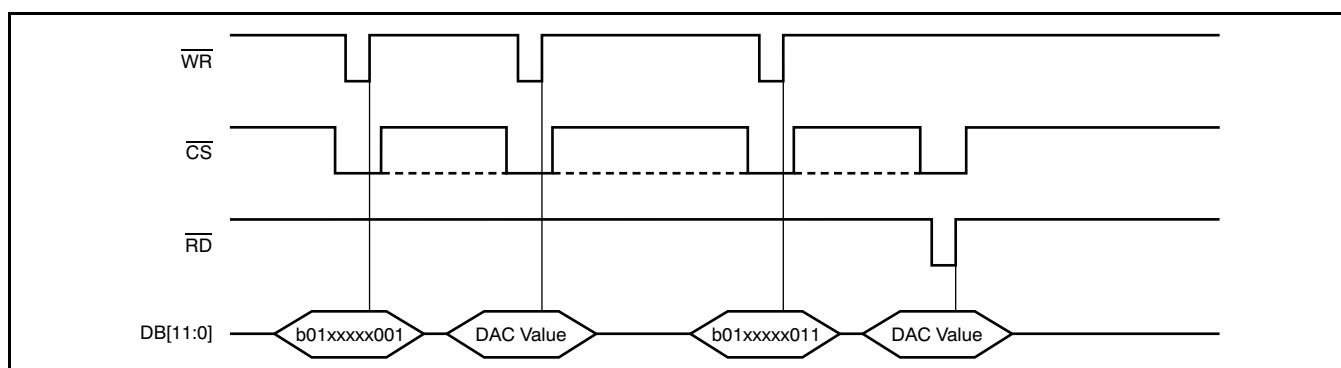 WR
CS
RD
DB[11:0] b01xxxxx001 DAC Value b01xxxxx011 DAC Value